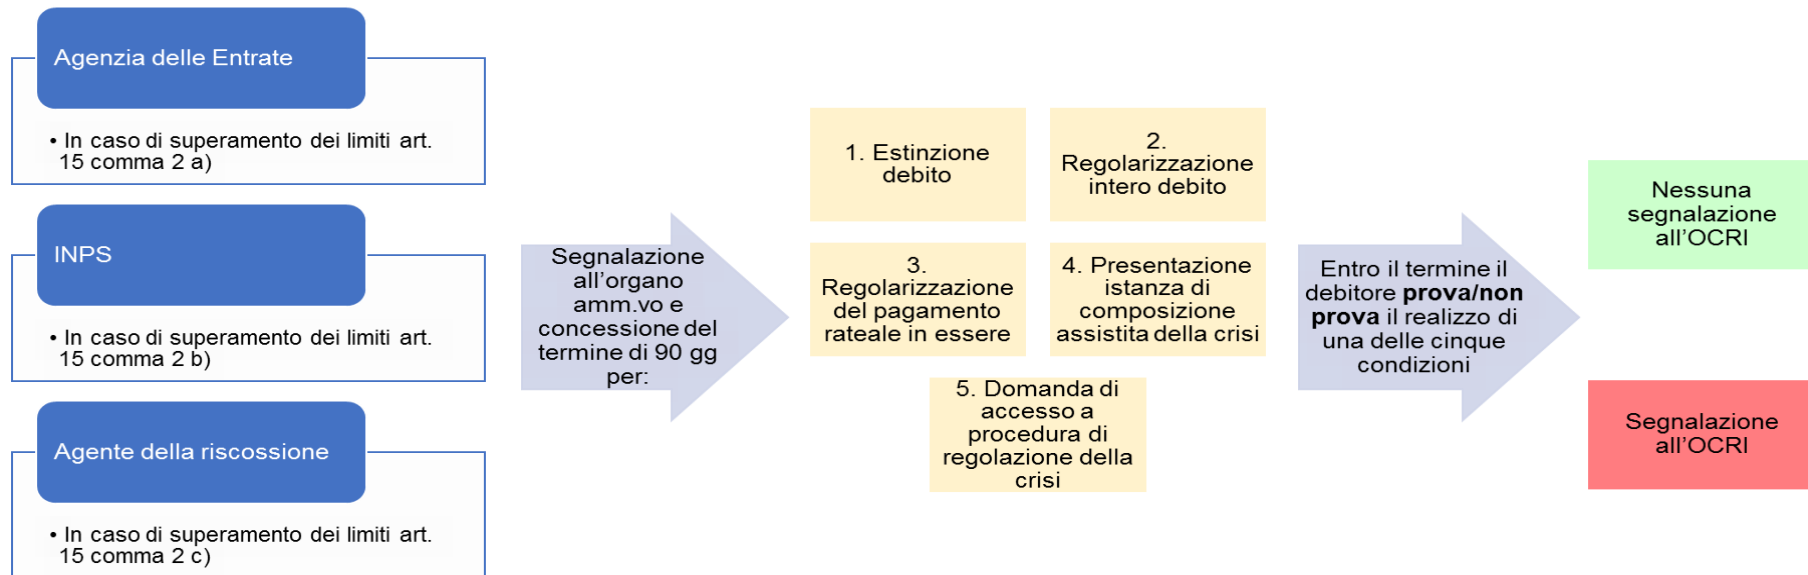 Agenzia delle Entrate
• In caso di superamento dei limiti art.
15 comma 2 a)
INPS
• In caso di superamento dei limiti art.
15 comma 2 b)
Agente della riscossione
• In caso di superamento dei limiti art.
15 comma 2 c)
Segnalazione
all’organo
amm.vo e
concessione del
termine di 90 gg
per:
1. Estinzione
debito
2.
Regolarizzazione
intero debito
3.
Regolarizzazione
del pagamento
rateale in essere
4. Presentazione
istanza di
composizione
assistita della crisi
5. Domanda di
accesso a
procedura di
regolazione della
crisi
Entro il termine il
debitore prova/non
prova il realizzo di
una delle cinque
condizioni
Nessuna
segnalazione
all’OCRI
Segnalazione
all’OCRI